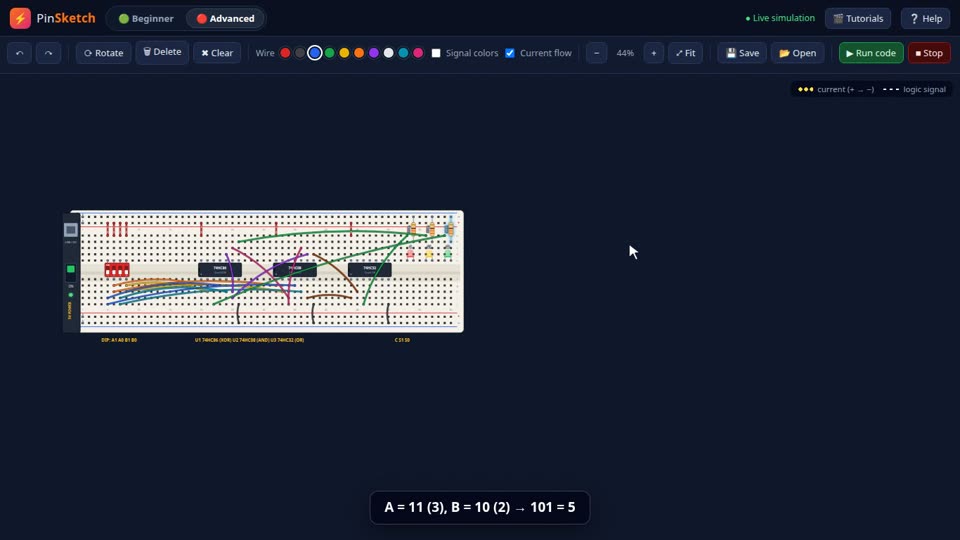 PinSketch
Beginner
Advanced
● Live simulation
Tutorials
? Help
Rotate
Delete
Clear
Wire
Signal colors
Current flow
−
44%
+
Fit
Save
Open
Run code
Stop
current (+ → −)
logic signal
ON
74HC86
74HC08
74HC32
DIP: A1 A0 B1 B0
U1 74HC86 (XOR) U2 74HC08 (AND) U3 74HC32 (OR)
C S1 S0
A = 11 (3), B = 10 (2) → 101 = 5